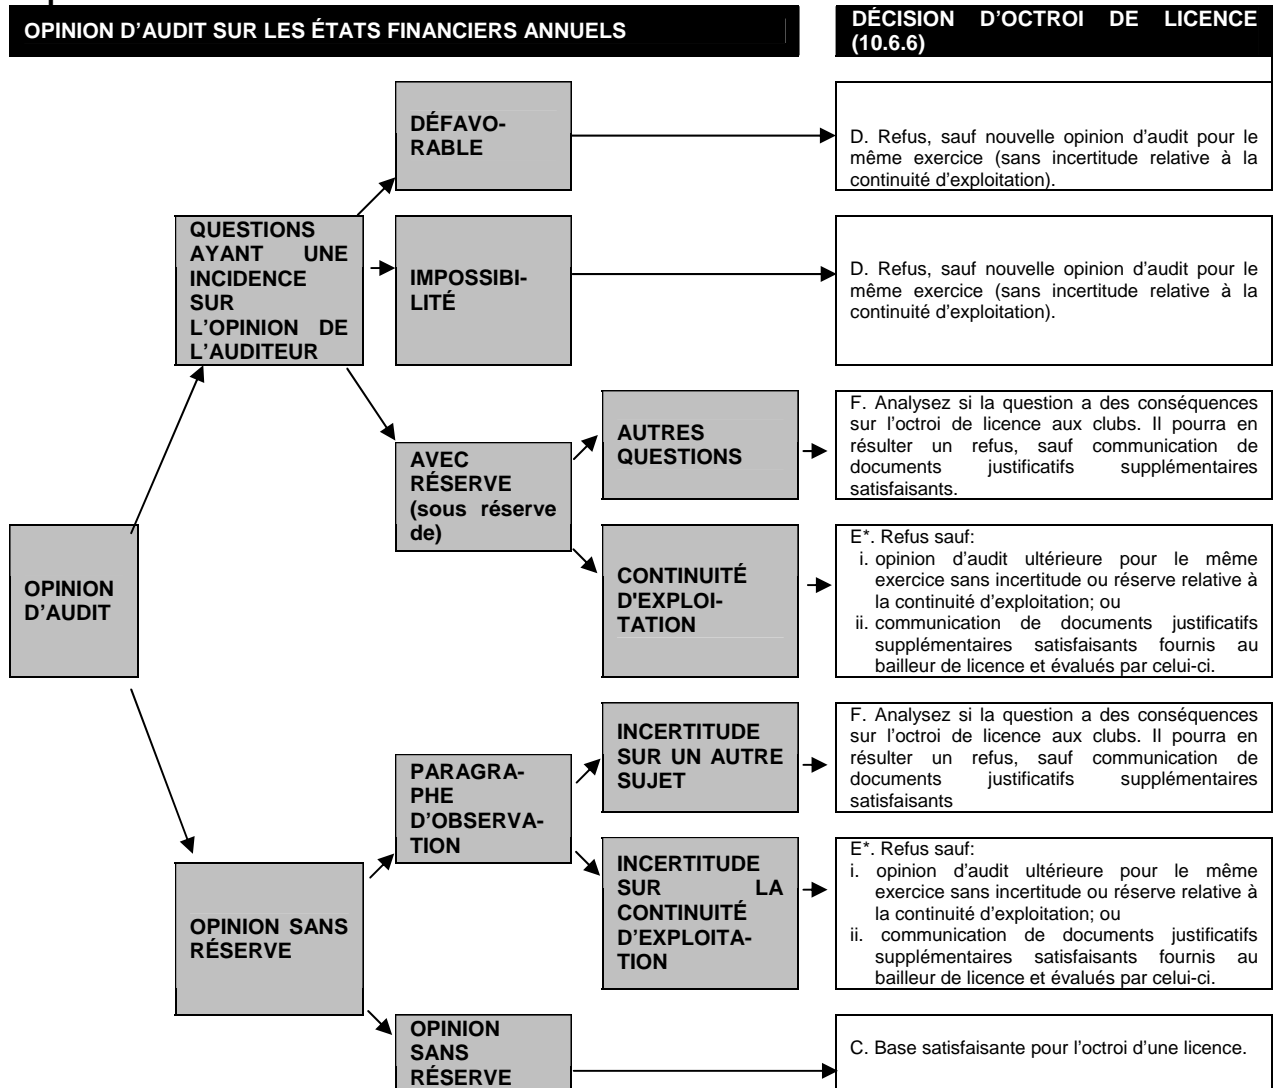 OPINION D'AUDIT SUR LES ÉTATS FINANCIERS ANNUELS
DÉCISION D'OCTROI DE LICENCE
(10.6.6)
DÉFAVO-
RABLE
D. Refus, sauf nouvelle opinion d'audit pour le
même exercice (sans incertitude relative à la
continuité d'exploitation).
QUESTIONS
AYANT UNE
INCIDENCE
SUR
L'OPINION DE
L'AUDITEUR
IMPOSSIBI-
LITÉ
D. Refus, sauf nouvelle opinion d'audit pour le
même exercice (sans incertitude relative à la
continuité d'exploitation).
AVEC
RÉSERVE
(sous réserve
de)
AUTRES
QUESTIONS
F. Analysez si la question a des conséquences
sur l'octroi de licence aux clubs. Il pourra en
résulter un refus, sauf communication de
documents justificatifs supplémentaires
satisfaisants.
OPINION
D'AUDIT
CONTINUITÉ
D'EXPLOI-
TATION
E*. Refus sauf:
i. opinion d'audit ultérieure pour le même
exercice sans incertitude ou réserve relative à
la continuité d'exploitation; ou
ii. communication de documents justificatifs
supplémentaires satisfaisants fournis au
bailleur de licence et évalués par celui-ci.
PARAGRA-
PHE
D'OBSERVA-
TION
INCERTITUDE
SUR UN AUTRE
SUJET
F. Analysez si la question a des conséquences
sur l'octroi de licence aux clubs. Il pourra en
résulter un refus, sauf communication de
documents justificatifs supplémentaires
satisfaisants
OPINION SANS
RÉSERVE
INCERTITUDE
SUR LA
CONTINUITÉ
D'EXPLOITA-
TION
E*. Refus sauf:
i. opinion d'audit ultérieure pour le même
exercice sans incertitude ou réserve relative à
la continuité d'exploitation; ou
ii. communication de documents justificatifs
supplémentaires satisfaisants fournis au
bailleur de licence et évalués par celui-ci.
OPINION
SANS
RÉSERVE
C. Base satisfaisante pour l'octroi d'une licence.